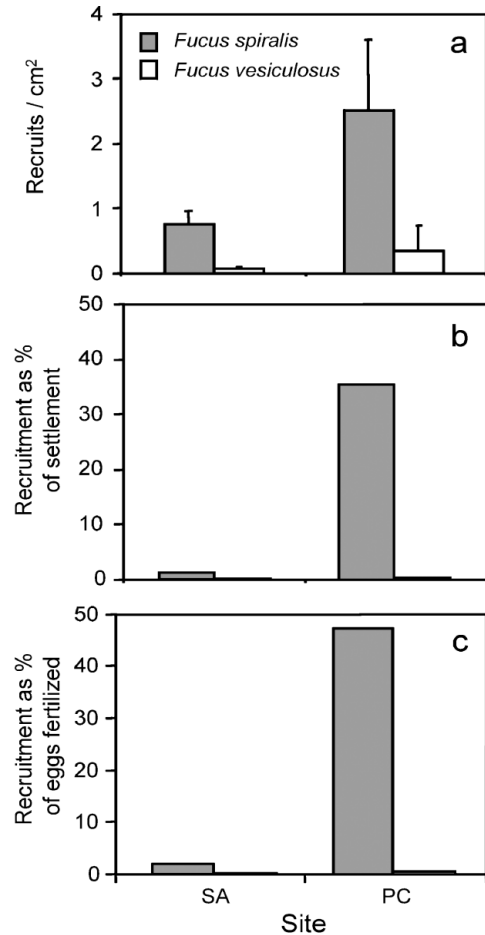 4
Fucus spiralis
a
Fucus vesiculosus
3
2
1
0
Recruits / cm²
50
b
40
30
20
10
0
Recruitment as %
of settlement
50
c
40
30
20
10
0
Recruitment as %
of eggs fertilized
SA PC
Site